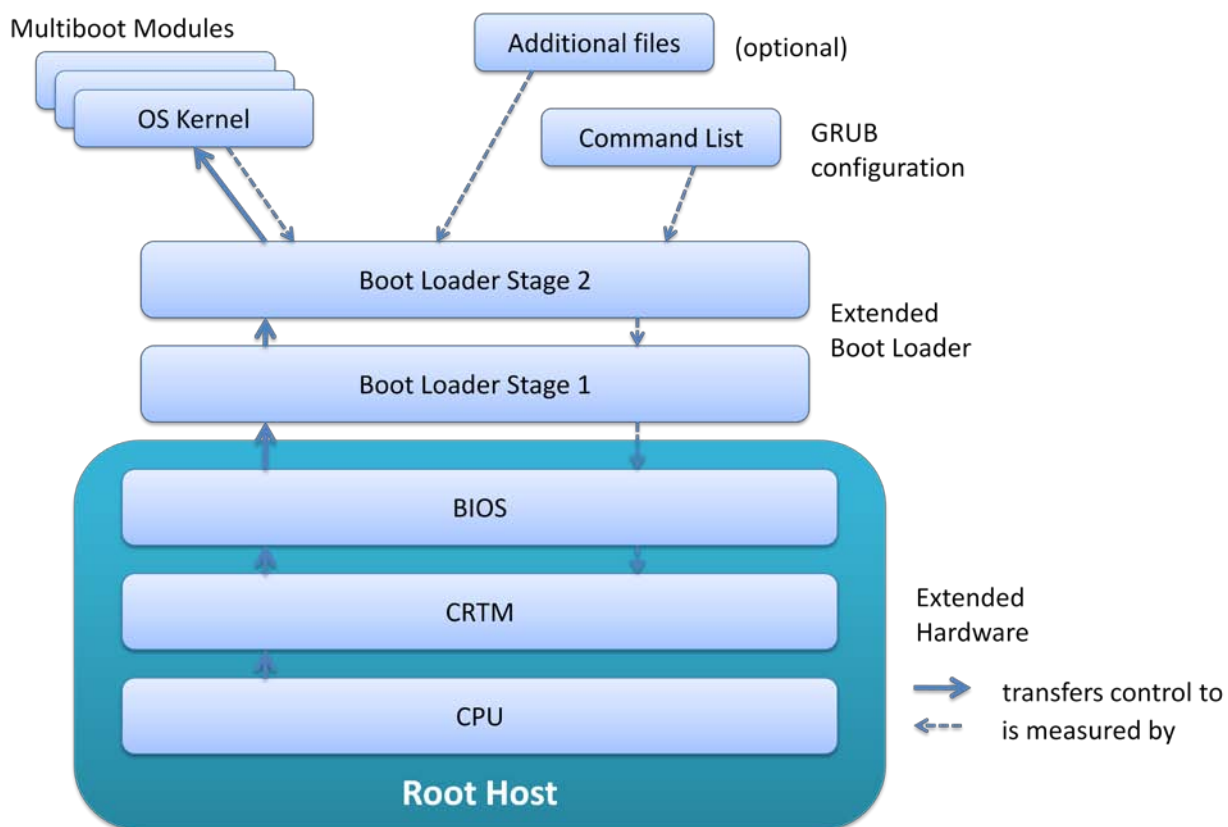 Multiboot Modules
Additional files
(optional)
OS Kernel
Command List
GRUB
configuration
Boot Loader Stage 2
Extended
Boot Loader
Boot Loader Stage 1
BIOS
CRTM
Extended
Hardware
transfers control to
CPU
is measured by
Root Host